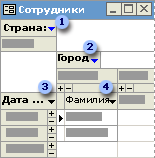 Сотрудники
1
Страна:
2
Город
3
4
Дата ...
Фамилия